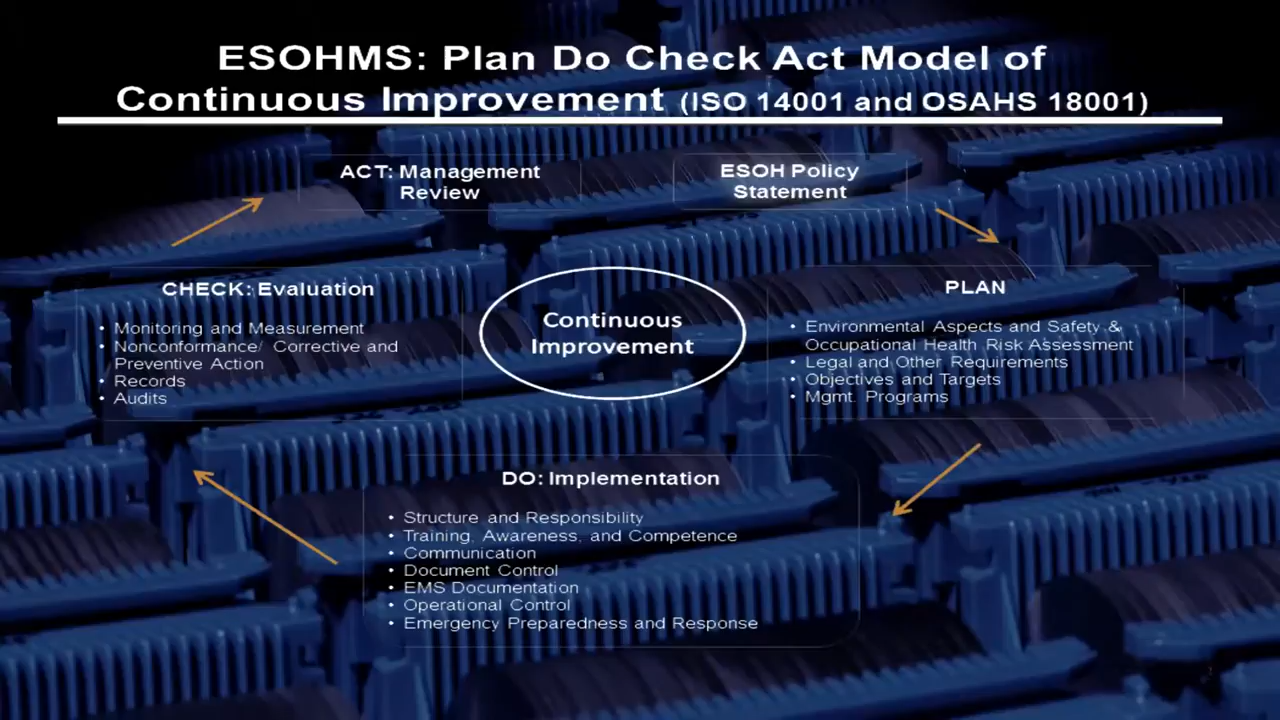 ESOHMS: Plan Do Check Act Model of
Continuous Improvement (ISO 14001 and OSAHS 18001)
ACT: Management
Review
ESOH Policy
Statement
CHECK: Evaluation
• Monitoring and Measurement
• Nonconformance/ Corrective and
Preventive Action
• Records
• Audits
Continuous
Improvement
PLAN
• Environmental Aspects and Safety &
Occupational Health Risk Assessment
• Legal and Other Requirements
• Objectives and Targets
• Mgmt. Programs
DO: Implementation
• Structure and Responsibility
• Training, Awareness, and Competence
• Communication
• Document Control
• EMS Documentation
• Operational Control
• Emergency Preparedness and Response